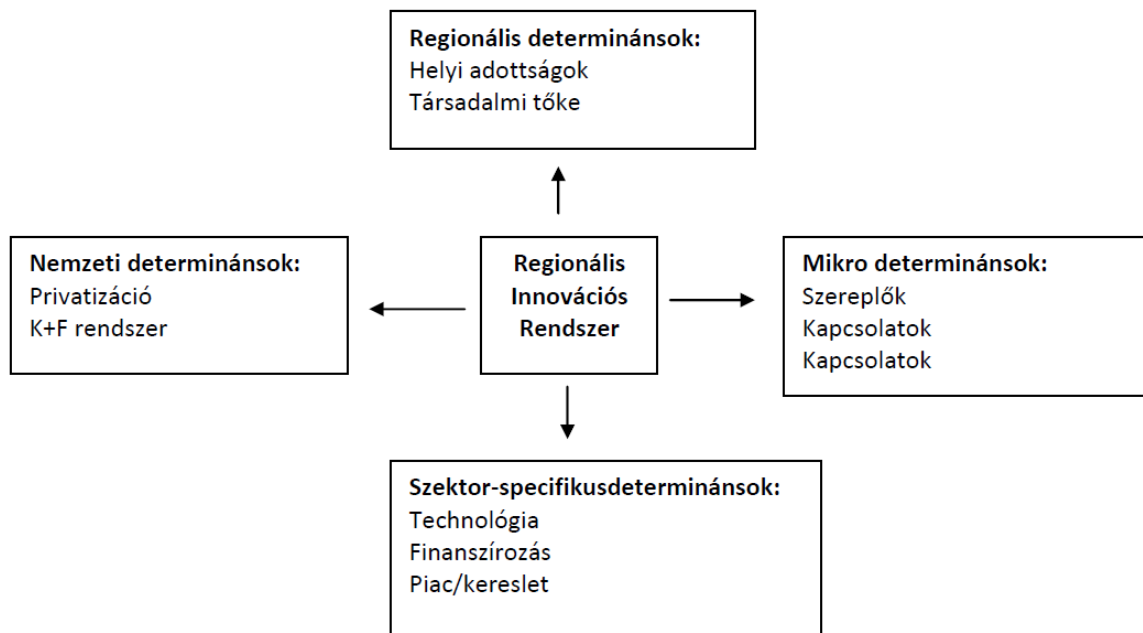 Regionális determinánsok:
Helyi adottságok
Társadalmi tőke
Nemzeti determinánsok:
Privatizáció
K+F rendszer
Regionális
Innovációs
Rendszer
Mikro determinánsok:
Szereplők
Kapcsolatok
Kapcsolatok
Szektor-specifikusdeterminánsok:
Technológia
Finanszírozás
Piac/kereslet